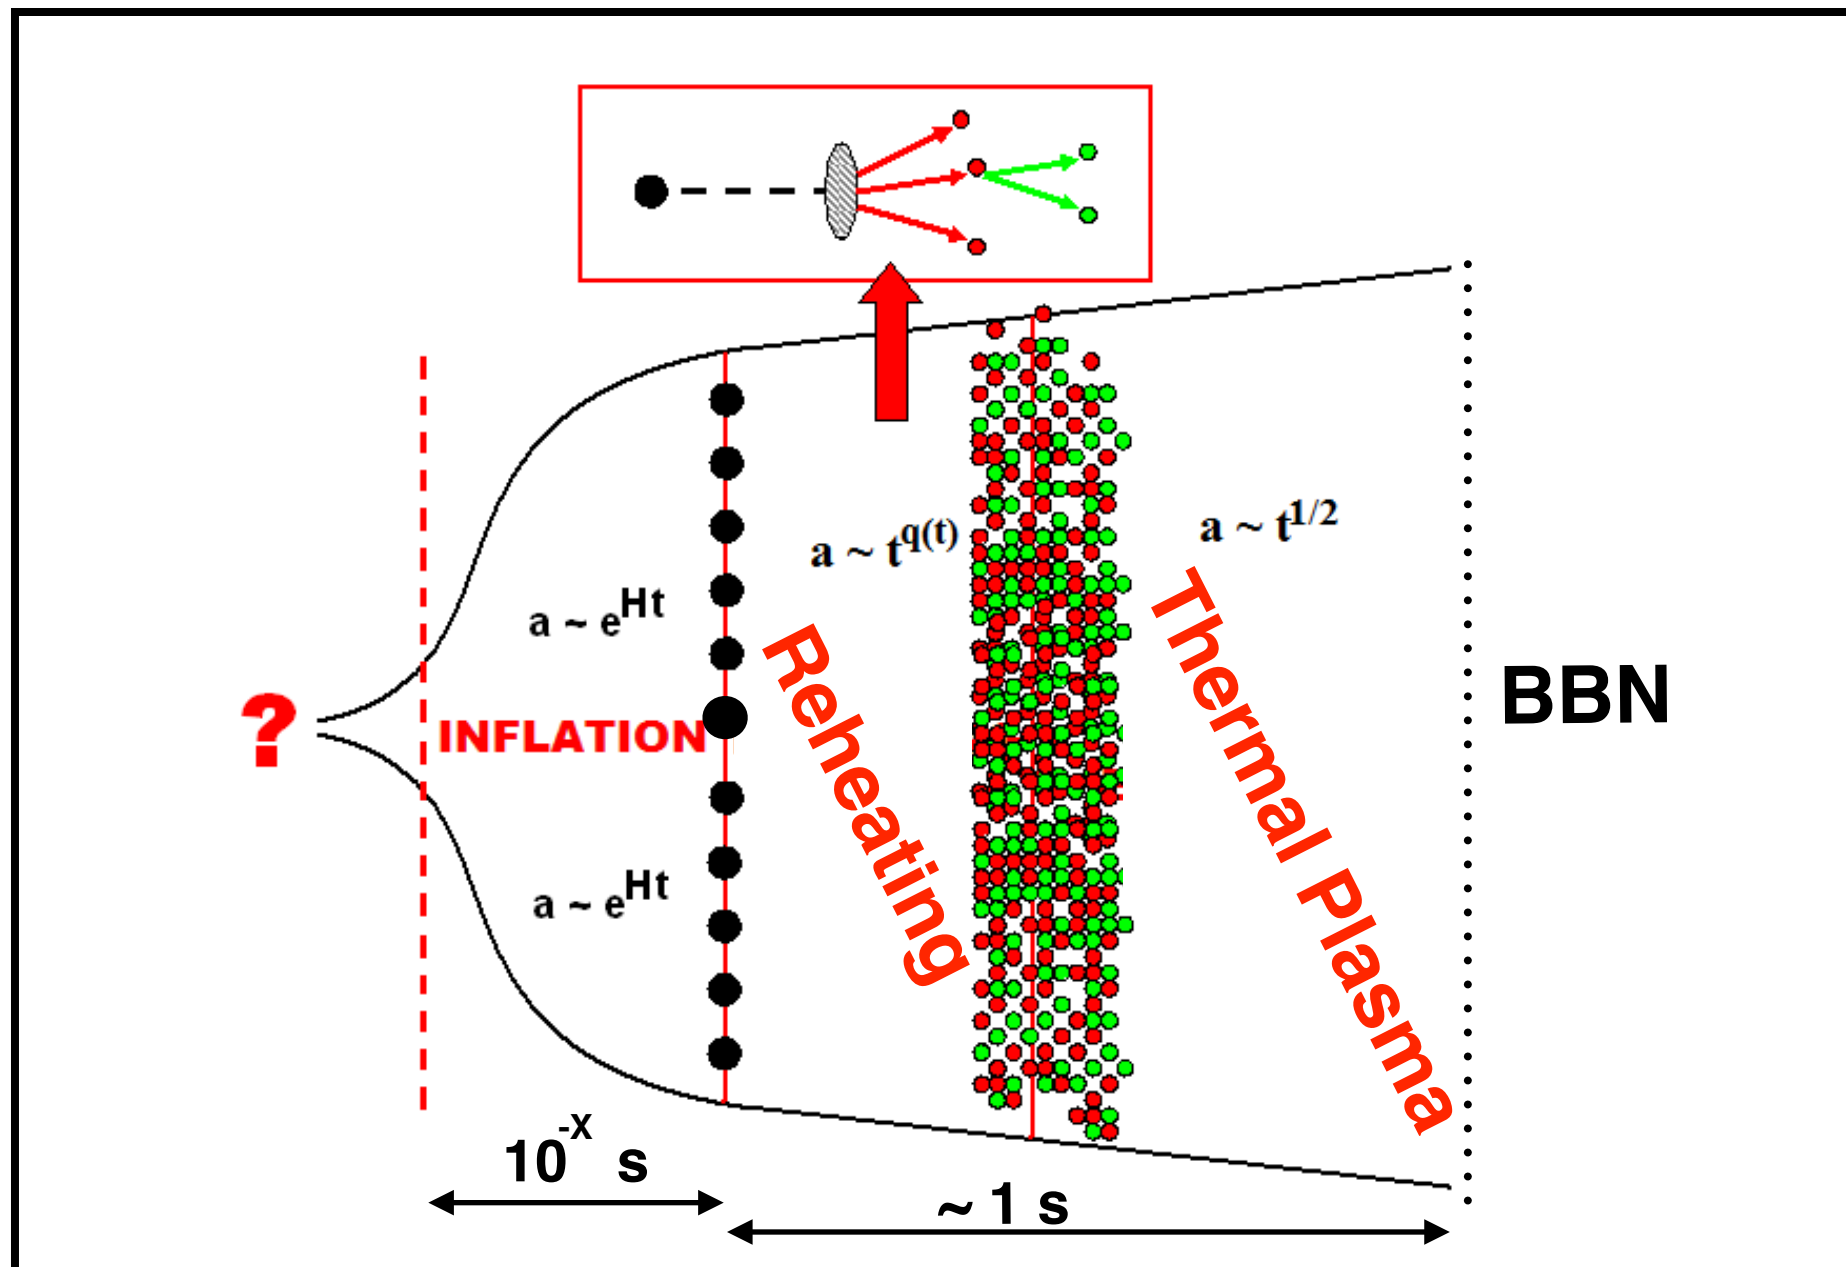 a ~ t^q(t)
a ~ t^1/2
a ~ e^Ht
Reheating
Thermal Plasma
?
INFLATION
BBN
a ~ e^Ht
10^-X s
~ 1 s